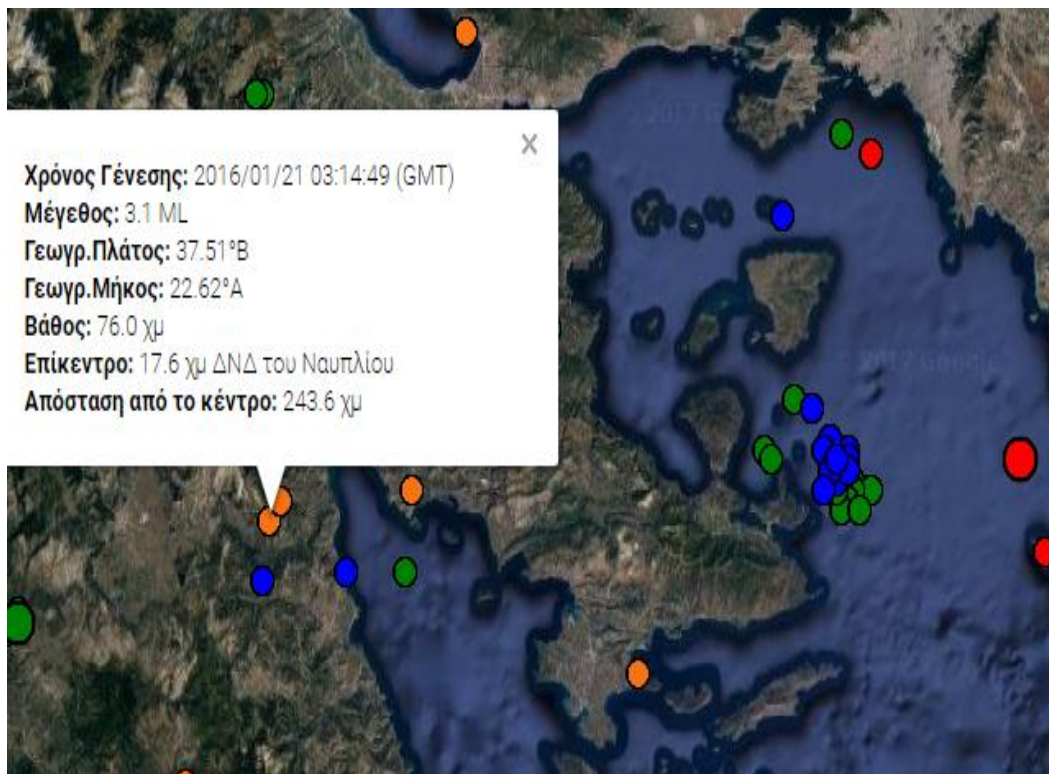 ×
Χρόνος Γένεσης: 2016/01/21 03:14:49 (GMT)
Μέγεθος: 3.1 ML
Γεωγρ.Πλάτος: 37.51°Β
Γεωγρ.Μήκος: 22.62°Α
Βάθος: 76.0 χμ
Επίκεντρο: 17.6 χμ ΔΝΔ του Ναυπλίου
Απόσταση από το κέντρο: 243.6 χμ